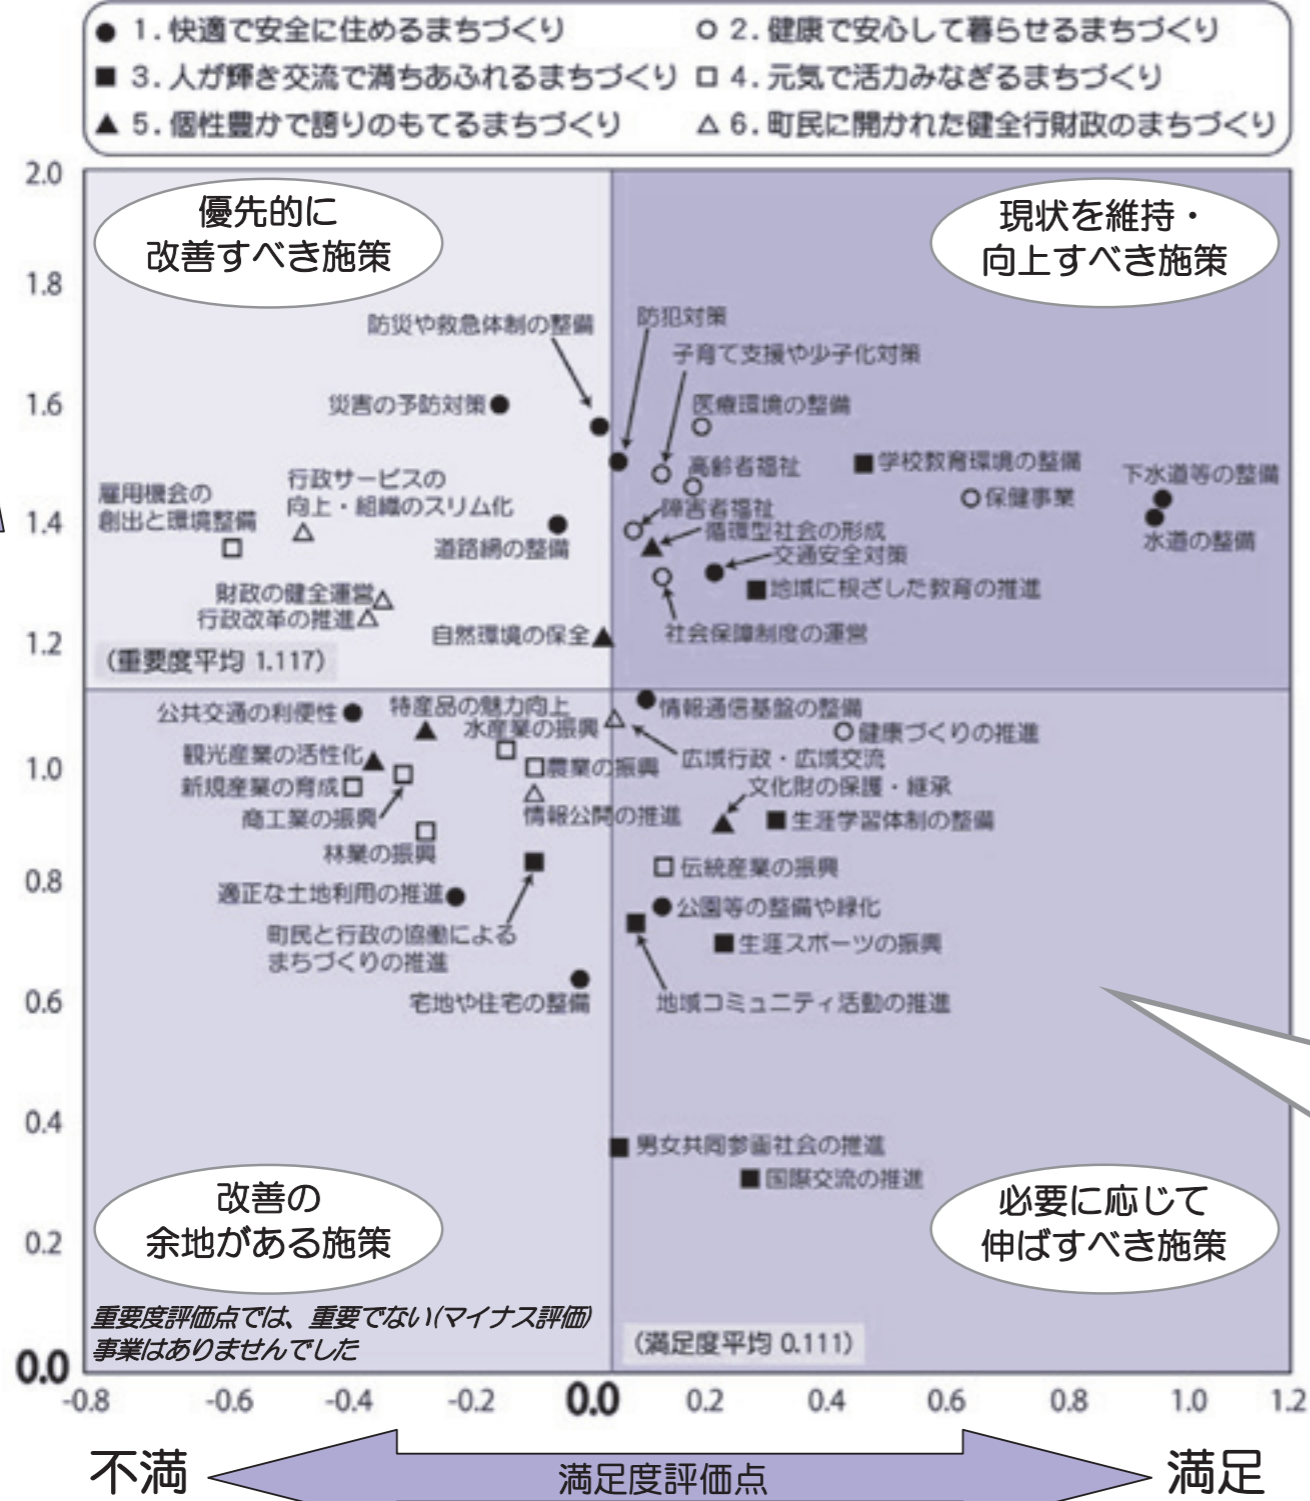 ● 1. 快適で安全に住めるまちづくり
○ 2. 健康で安心して暮らせるまちづくり
■ 3. 人が輝き交流で満ちあふれるまちづくり
□ 4. 元気で活力みなぎるまちづくり
▲ 5. 個性豊かで誇りのもてるまちづくり
△ 6. 町民に開かれた健全行財政のまちづくり
2.0
1.8
1.6
1.4
1.2
1.0
0.8
0.6
0.4
0.2
0.0
優先的に
改善すべき施策
現状を維持・
向上すべき施策
防災や救急体制の整備
防犯対策
子育て支援や少子化対策
災害の予防対策
医療環境の整備
高齢者福祉
学校教育環境の整備
下水道等の整備
保健事業
水道の整備
雇用機会の
創出と環境整備
行政サービスの
向上・組織のスリム化
道路網の整備
障害者福祉
循環型社会の形成
交通安全対策
地域に根ざした教育の推進
財政の健全運営
行政改革の推進
自然環境の保全
社会保障制度の運営
(重要度平均 1.117)
公共交通の利便性
特産品の魅力向上
水産業の振興
情報通信基盤の整備
健康づくりの推進
観光産業の活性化
農業の振興
広域行政・広域交流
新規産業の育成
文化財の保護・継承
商工業の振興
情報公開の推進
生涯学習体制の整備
林業の振興
伝統産業の振興
適正な土地利用の推進
公園等の整備や緑化
町民と行政の協働による
まちづくりの推進
生涯スポーツの振興
宅地や住宅の整備
地域コミュニティ活動の推進
男女共同参画社会の推進
国際交流の推進
改善の
余地がある施策
必要に応じて
伸ばすべき施策
重要度評価点では、重要でない(マイナス評価)
事業はありませんでした
(満足度平均 0.111)
-0.8 -0.6 -0.4 -0.2 0.0 0.2 0.4 0.6 0.8 1.0 1.2
不満 満足度評価点 満足